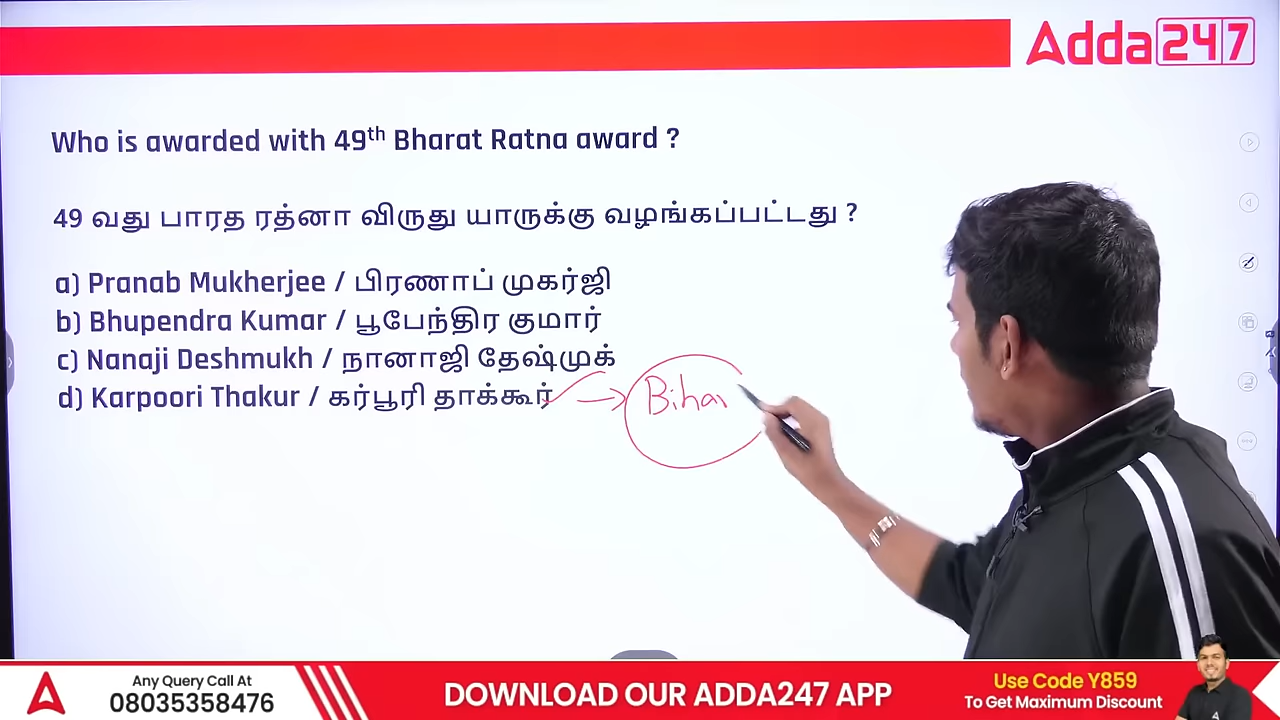 Adda247
Who is awarded with 49th Bharat Ratna award ?
49 வது பாரத ரத்னா விருது யாருக்கு வழங்கப்பட்டது ?
a) Pranab Mukherjee / பிரணாப் முகர்ஜி
b) Bhupendra Kumar / பூபேந்திர குமார்
c) Nanaji Deshmukh / நானாஜி தேஷ்முக்
d) Karpoori Thakur / கர்பூரி தாக்கூர்
Bihar
Any Query Call At
08035358476
DOWNLOAD OUR ADDA247 APP
Use Code Y859
To Get Maximum Discount